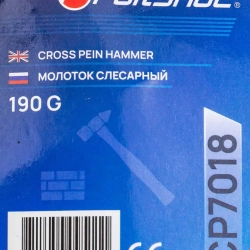 CROSS PEIN HAMMER
МОЛОТОК СЛЕСАРНЫЙ
190 G
CP7018